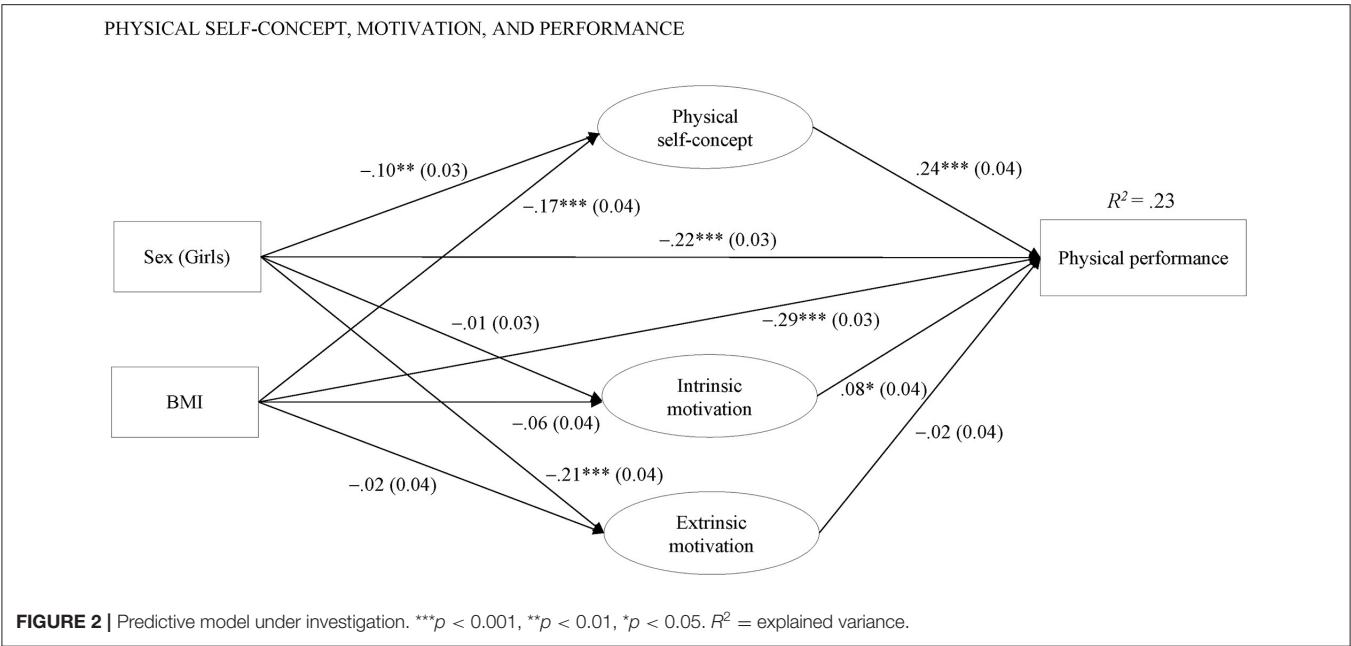 PHYSICAL SELF-CONCEPT, MOTIVATION, AND PERFORMANCE
Physical
self-concept
–.10** (0.03)
.24*** (0.04)
–.17*** (0.04)
R² = .23
Sex (Girls)
–.22*** (0.03)
Physical performance
–.01 (0.03)
–.29*** (0.03)
BMI
Intrinsic
motivation
.08* (0.04)
–.06 (0.04)
–.02 (0.04)
–.21*** (0.04)
–.02 (0.04)
Extrinsic
motivation
FIGURE 2 | Predictive model under investigation. ***p < 0.001, **p < 0.01, *p < 0.05. R² = explained variance.